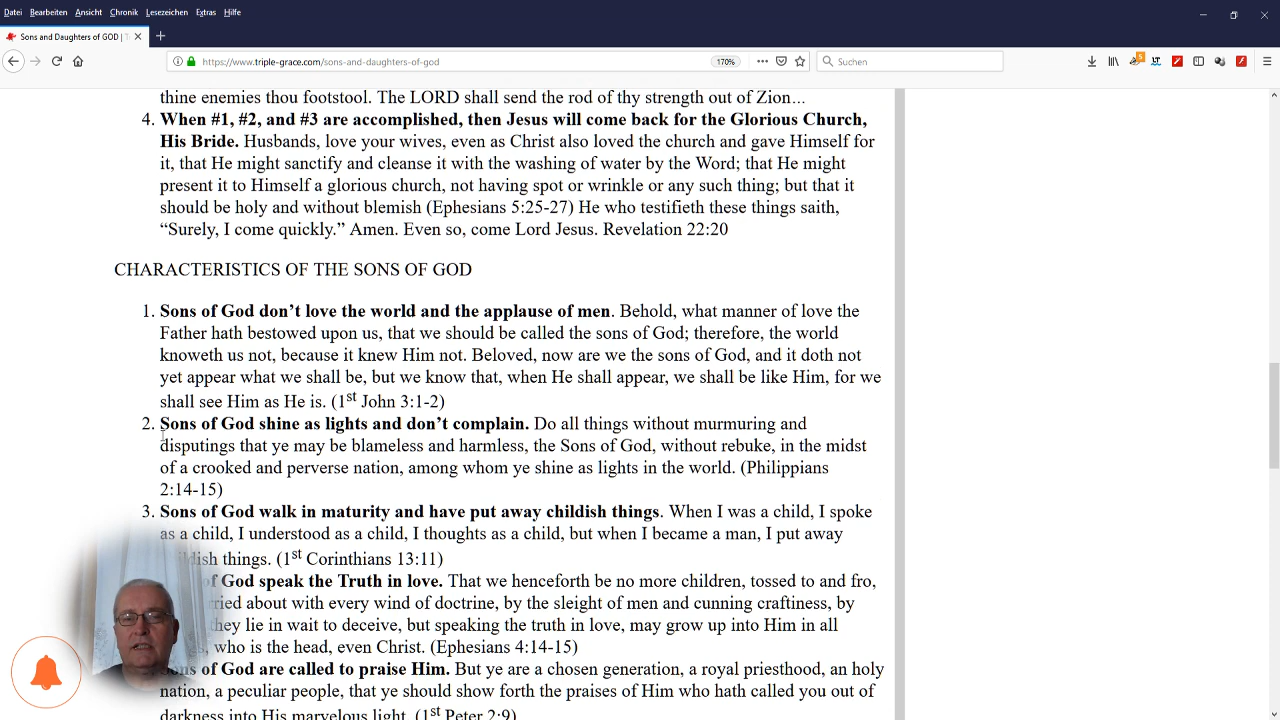 Datei Bearbeiten Ansicht Chronik Lesezeichen Extras Hilfe
Sons and Daughters of GOD |
https://www.triple-grace.com/sons-and-daughters-of-god 170% Suchen
thine enemies thou footstool. The LORD shall send the rod of thy strength out of Zion…
4. When #1, #2, and #3 are accomplished, then Jesus will come back for the Glorious Church,
His Bride. Husbands, love your wives, even as Christ also loved the church and gave Himself for
it, that He might sanctify and cleanse it with the washing of water by the Word; that He might
present it to Himself a glorious church, not having spot or wrinkle or any such thing; but that it
should be holy and without blemish (Ephesians 5:25-27) He who testifieth these things saith,
“Surely, I come quickly.” Amen. Even so, come Lord Jesus. Revelation 22:20
CHARACTERISTICS OF THE SONS OF GOD
1. Sons of God don’t love the world and the applause of men. Behold, what manner of love the
Father hath bestowed upon us, that we should be called the sons of God; therefore, the world
knoweth us not, because it knew Him not. Beloved, now are we the sons of God, and it doth not
yet appear what we shall be, but we know that, when He shall appear, we shall be like Him, for we
shall see Him as He is. (1st John 3:1-2)
2. Sons of God shine as lights and don’t complain. Do all things without murmuring and
disputings that ye may be blameless and harmless, the Sons of God, without rebuke, in the midst
of a crooked and perverse nation, among whom ye shine as lights in the world. (Philippians
2:14-15)
3. Sons of God walk in maturity and have put away childish things. When I was a child, I spoke
as a child, I understood as a child, I thoughts as a child, but when I became a man, I put away
things. (1st Corinthians 13:11)
of God speak the Truth in love. That we henceforth be no more children, tossed to and fro,
about with every wind of doctrine, by the sleight of men and cunning craftiness, by
they lie in wait to deceive, but speaking the truth in love, may grow up into Him in all
who is the head, even Christ. (Ephesians 4:14-15)
Sons of God are called to praise Him. But ye are a chosen generation, a royal priesthood, an holy
nation, a peculiar people, that ye should show forth the praises of Him who hath called you out of
darkness into His marvelous light. (1st Peter 2:9)